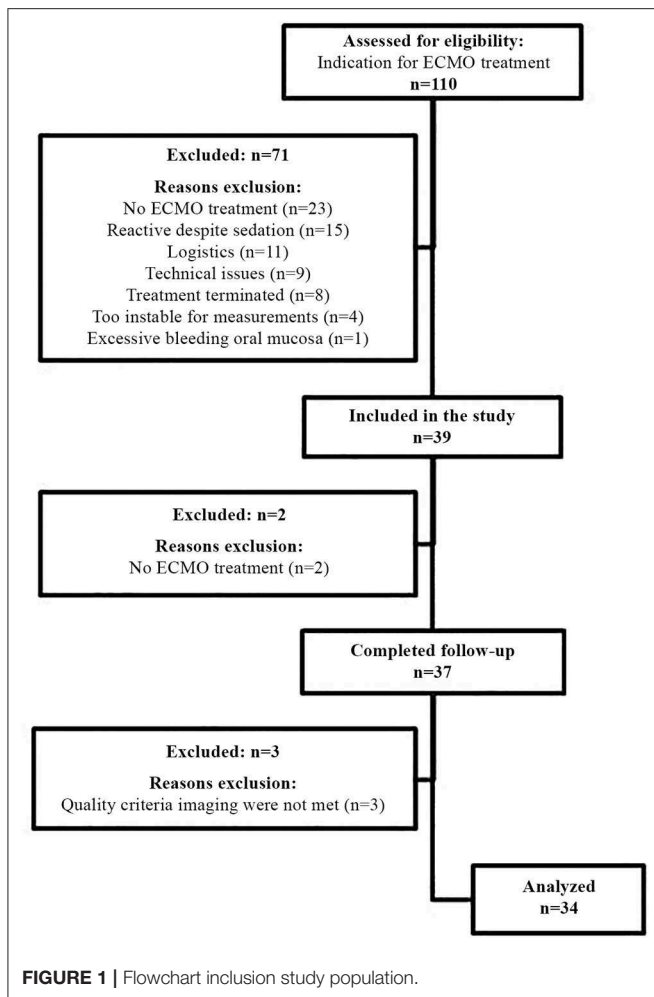 Assessed for eligibility:
Indication for ECMO treatment
n=110
Excluded: n=71
Reasons exclusion:
No ECMO treatment (n=23)
Reactive despite sedation (n=15)
Logistics (n=11)
Technical issues (n=9)
Treatment terminated (n=8)
Too instable for measurements (n=4)
Excessive bleeding oral mucosa (n=1)
Included in the study
n=39
Excluded: n=2
Reasons exclusion:
No ECMO treatment (n=2)
Completed follow-up
n=37
Excluded: n=3
Reasons exclusion:
Quality criteria imaging were not met (n=3)
Analyzed
n=34
FIGURE 1 | Flowchart inclusion study population.